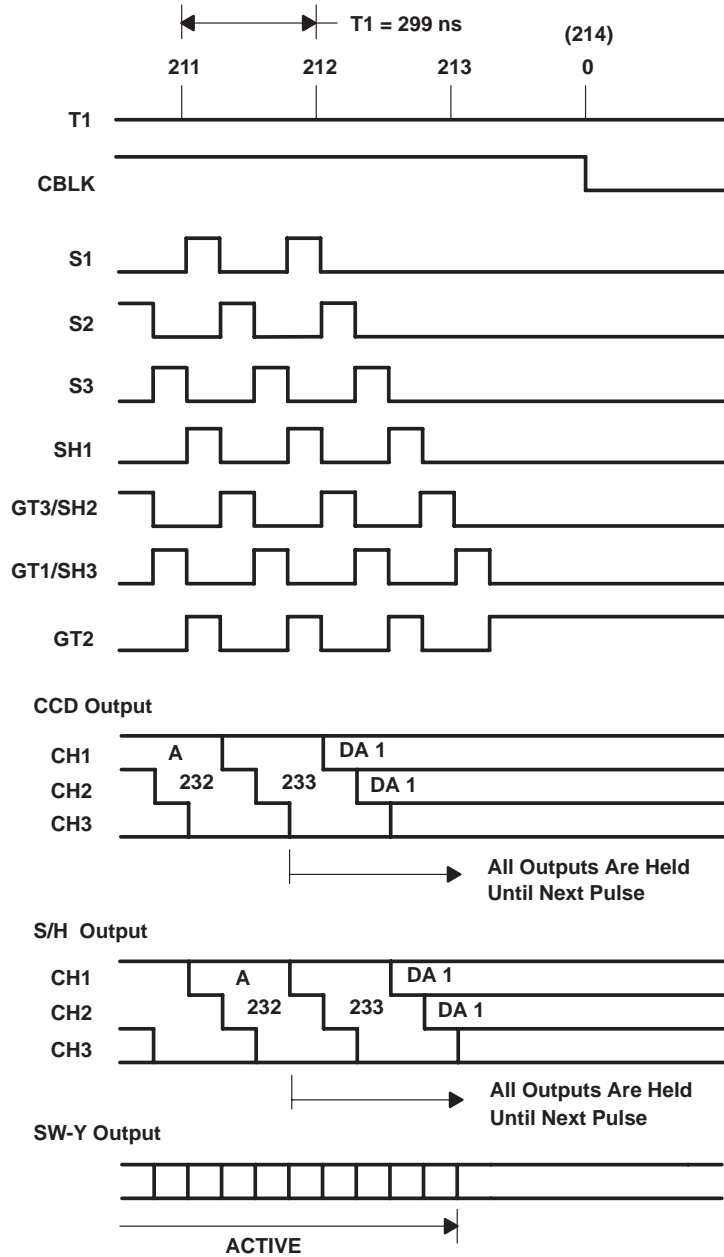 T1 = 299 ns
(214)
211 212 213 0
T1
CBLK
S1
S2
S3
SH1
GT3/SH2
GT1/SH3
GT2
CCD Output
CH1 A DA 1
CH2 232 233 DA 1
CH3
All Outputs Are Held
Until Next Pulse
S/H Output
CH1 A DA 1
CH2 232 233 DA 1
CH3
All Outputs Are Held
Until Next Pulse
SW-Y Output
ACTIVE